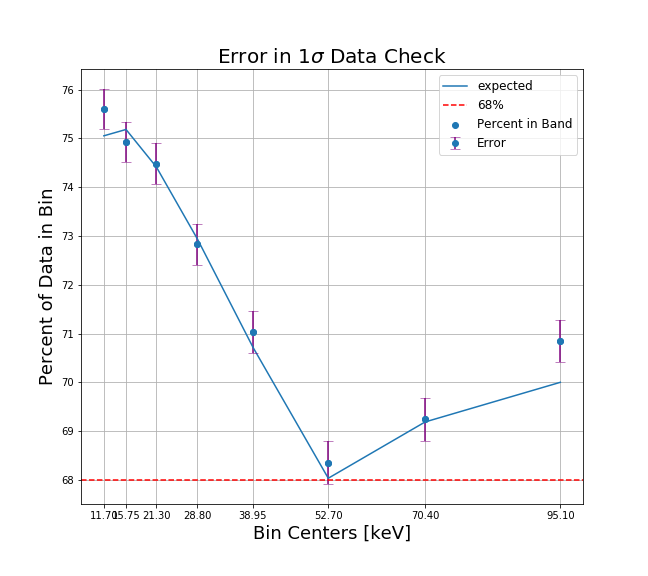 Error in 1σ Data Check
expected
68%
Percent in Band
Error
Percent of Data in Bin
76
75
74
73
72
71
70
69
68
11.70 15.75 21.30 28.80 38.95 52.70 70.40 95.10
Bin Centers [keV]